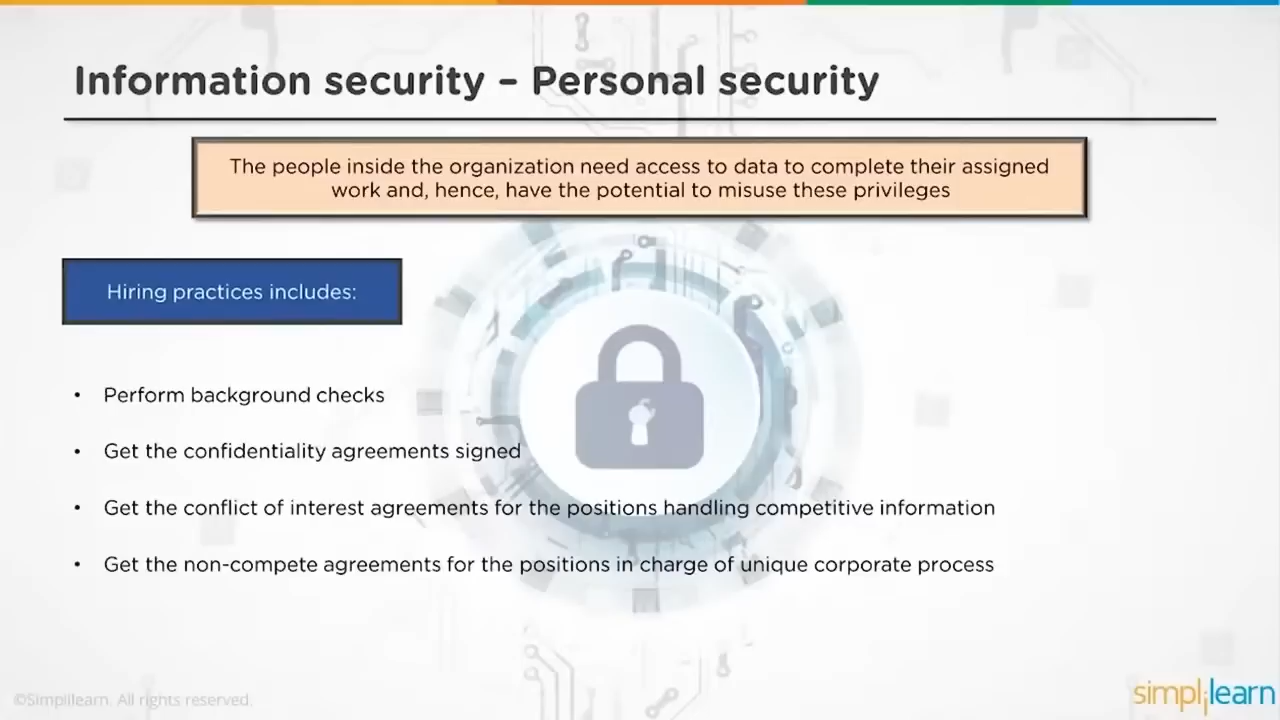 Information security – Personal security
The people inside the organization need access to data to complete their assigned
work and, hence, have the potential to misuse these privileges
Hiring practices includes:
• Perform background checks
• Get the confidentiality agreements signed
• Get the conflict of interest agreements for the positions handling competitive information
• Get the non-compete agreements for the positions in charge of unique corporate process
©Simplilearn. All rights reserved.
simplilearn